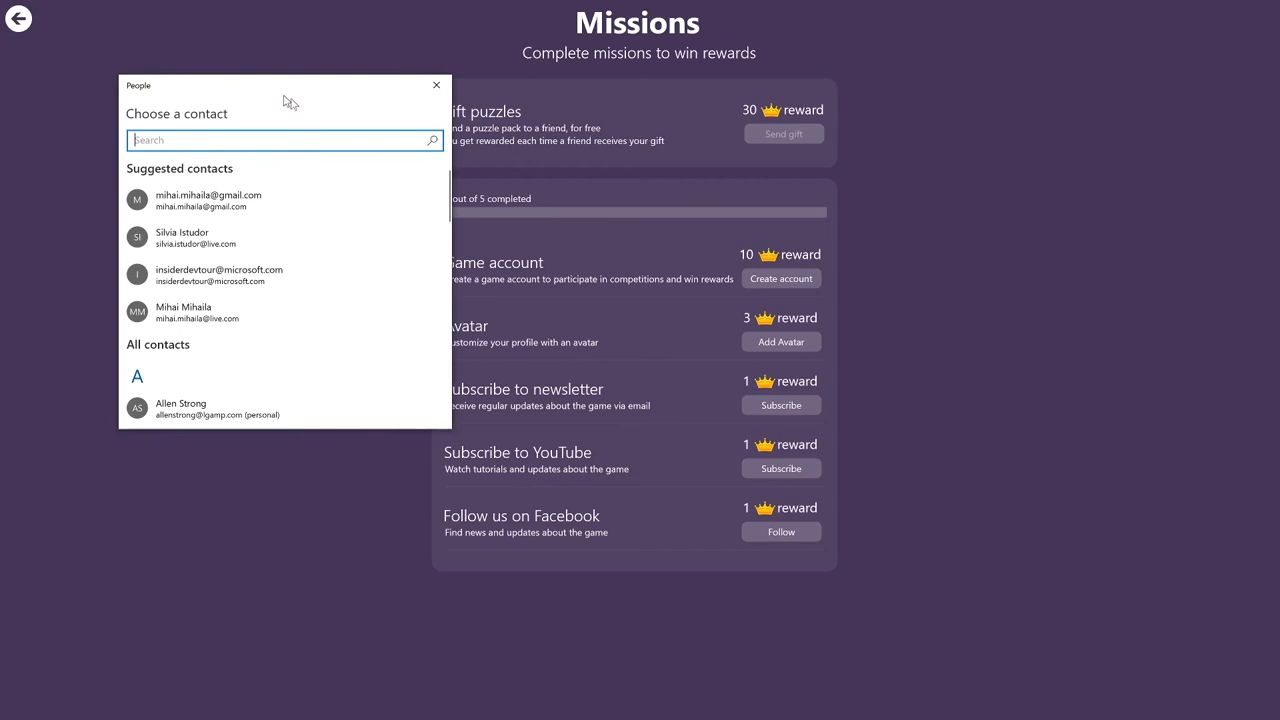 Missions
Complete missions to win rewards
People
Choose a contact
Search
Suggested contacts
M
mihai.mihaila@gmail.com
mihai.mihaila@gmail.com
SI
Silvia Istudor
silvia.istudor@live.com
I
insiderdevtour@microsoft.com
insiderdevtour@microsoft.com
MM
Mihai Mihaila
mihai.mihaila@live.com
All contacts
A
AS
Allen Strong
allenstrong@lgamp.com (personal)
puzzles
30 reward
a puzzle pack to a friend, for free
get rewarded each time a friend receives your gift
Send gift
out of 5 completed
Game account
10 reward
create a game account to participate in competitions and win rewards
Create account
Avatar
3 reward
customize your profile with an avatar
Add Avatar
subscribe to newsletter
1 reward
receive regular updates about the game via email
Subscribe
Subscribe to YouTube
1 reward
Watch tutorials and updates about the game
Subscribe
Follow us on Facebook
1 reward
Find news and updates about the game
Follow